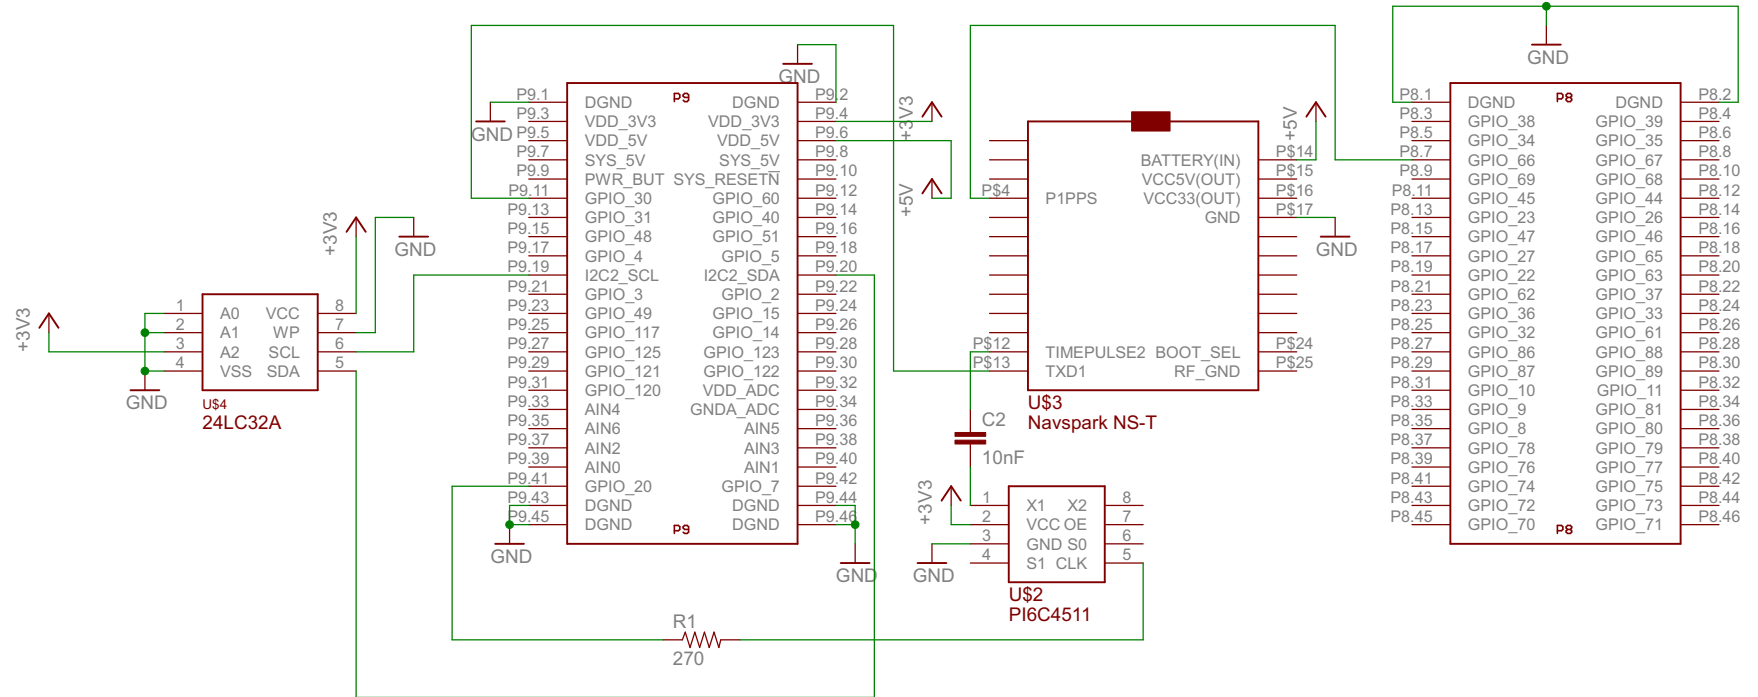 GND
GND
P9.1 DGND P9 DGND P9.2
P9.3 VDD_3V3 VDD_3V3 P9.4 +3V3
GND
P9.5 VDD_5V VDD_5V P9.6
P9.7 SYS_5V SYS_5V P9.8
P9.9 PWR_BUT SYS_RESETN P9.10
P9.11 GPIO_30 GPIO_60 P9.12 +5V
P9.13 GPIO_31 GPIO_40 P9.14
P9.15 GPIO_48 GPIO_51 P9.16
P9.17 GPIO_4 GPIO_5 P9.18
P9.19 I2C2_SCL I2C2_SDA P9.20
P9.21 GPIO_3 GPIO_2 P9.22
P9.23 GPIO_49 GPIO_15 P9.24
P9.25 GPIO_117 GPIO_14 P9.26
P9.27 GPIO_125 GPIO_123 P9.28
P9.29 GPIO_121 GPIO_122 P9.30
P9.31 GPIO_120 VDD_ADC P9.32
P9.33 AIN4 GNDA_ADC P9.34
P9.35 AIN6 AIN5 P9.36
P9.37 AIN2 AIN3 P9.38
P9.39 AIN0 AIN1 P9.40
P9.41 GPIO_20 GPIO_7 P9.42
P9.43 DGND DGND P9.44
P9.45 DGND P9 DGND P9.46
GND
GND
+3V3
+3V3
GND
1 A0 VCC 8
2 A1 WP 7
3 A2 SCL 6
4 VSS SDA 5
GND
U$4
24LC32A
+5V
BATTERY(IN) P$14
VCC5V(OUT) P$15
P$4 P1PPS VCC33(OUT) P$16
GND P$17
GND
P$12 TIMEPULSE2 BOOT_SEL P$24
P$13 TXD1 RF_GND P$25
U$3
Navspark NS-T
C2
10nF
+3V3
1 X1 X2 8
2 VCC OE 7
3 GND S0 6
4 S1 CLK 5
GND
U$2
PI6C4511
R1
270
P8.1 DGND P8 DGND P8.2
P8.3 GPIO_38 GPIO_39 P8.4
P8.5 GPIO_34 GPIO_35 P8.6
P8.7 GPIO_66 GPIO_67 P8.8
P8.9 GPIO_69 GPIO_68 P8.10
P8.11 GPIO_45 GPIO_44 P8.12
P8.13 GPIO_23 GPIO_26 P8.14
P8.15 GPIO_47 GPIO_46 P8.16
P8.17 GPIO_27 GPIO_65 P8.18
P8.19 GPIO_22 GPIO_63 P8.20
P8.21 GPIO_62 GPIO_37 P8.22
P8.23 GPIO_36 GPIO_33 P8.24
P8.25 GPIO_32 GPIO_61 P8.26
P8.27 GPIO_86 GPIO_88 P8.28
P8.29 GPIO_87 GPIO_89 P8.30
P8.31 GPIO_10 GPIO_11 P8.32
P8.33 GPIO_9 GPIO_81 P8.34
P8.35 GPIO_8 GPIO_80 P8.36
P8.37 GPIO_78 GPIO_79 P8.38
P8.39 GPIO_76 GPIO_77 P8.40
P8.41 GPIO_74 GPIO_75 P8.42
P8.43 GPIO_72 GPIO_73 P8.44
P8.45 GPIO_70 P8 GPIO_71 P8.46